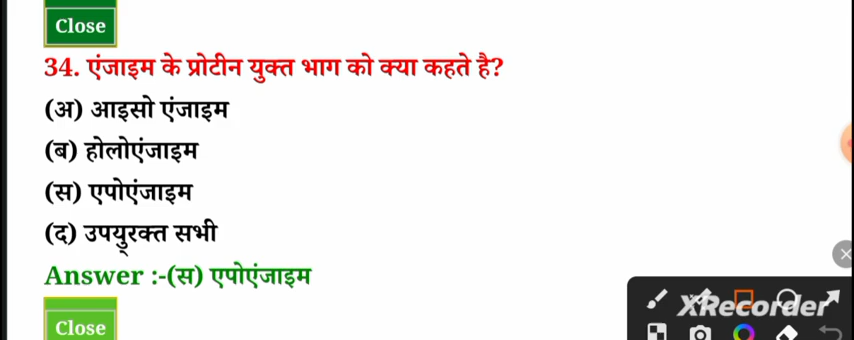 Close
34. एंजाइम के प्रोटीन युक्त भाग को क्या कहते है?
(अ) आइसो एंजाइम
(ब) होलोएंजाइम
(स) एपोएंजाइम
(द) उपयु्रक्त सभी
Answer :-(स) एपोएंजाइम
XRecorder
Close